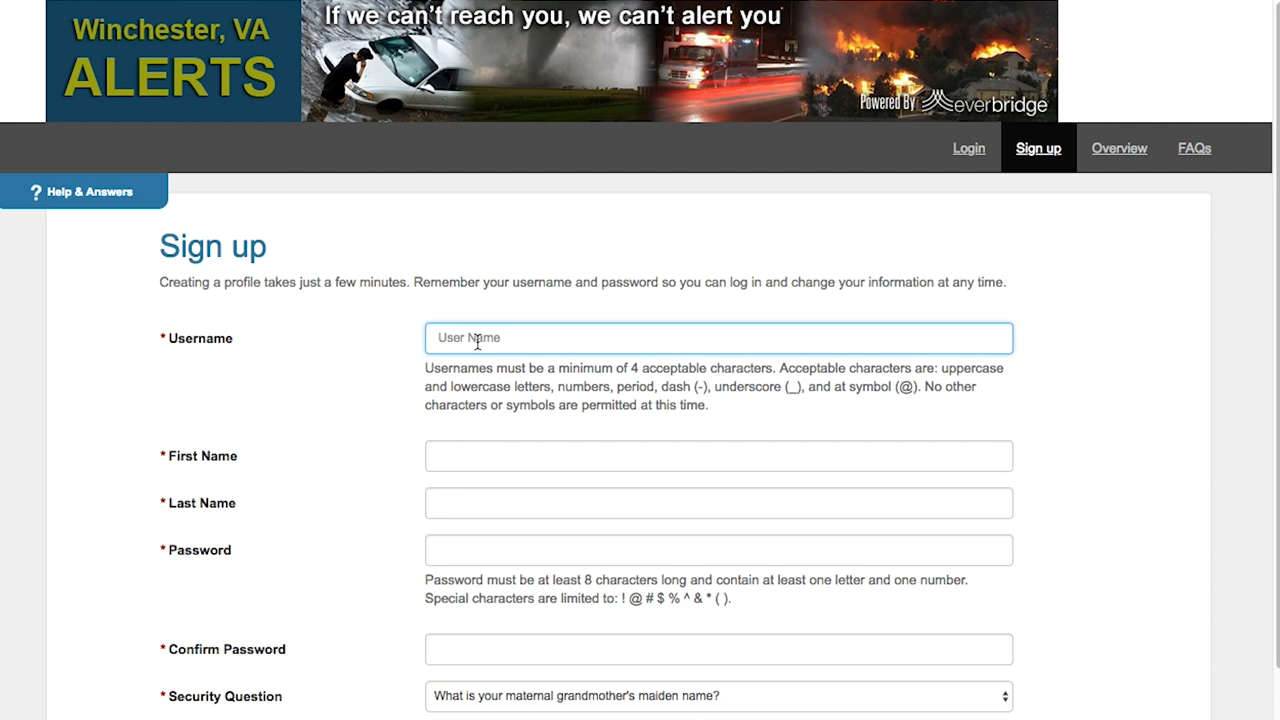 Winchester, VA
ALERTS
If we can't reach you, we can't alert you
Powered By everbridge
Login Sign up Overview FAQs
? Help & Answers
Sign up
Creating a profile takes just a few minutes. Remember your username and password so you can log in and change your information at any time.
* Username
User Name
Usernames must be a minimum of 4 acceptable characters. Acceptable characters are: uppercase
and lowercase letters, numbers, period, dash (-), underscore (_), and at symbol (@). No other
characters or symbols are permitted at this time.
* First Name
* Last Name
* Password
Password must be at least 8 characters long and contain at least one letter and one number.
Special characters are limited to: ! @ # $ % ^ & * ( ).
* Confirm Password
* Security Question
What is your maternal grandmother's maiden name?